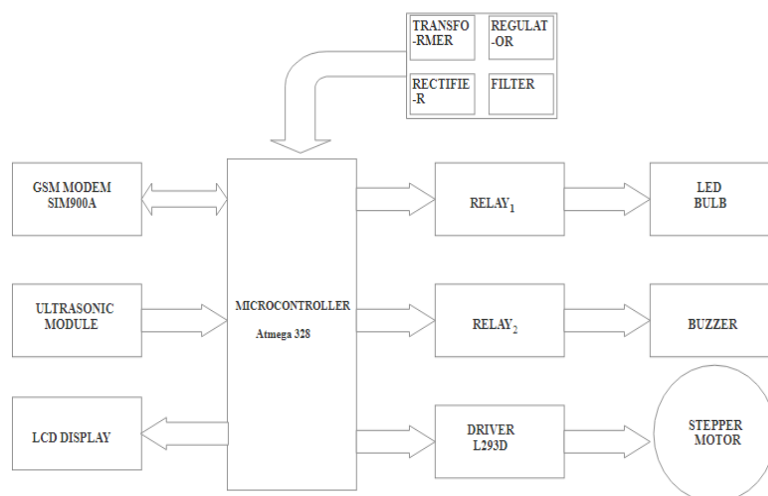 TRANSFO
-RMER
REGULAT
-OR
RECTIFIE
-R
FILTER
GSM MODEM
SIM900A
MICROCONTROLLER
Atmega 328
RELAY1
LED
BULB
ULTRASONIC
MODULE
RELAY2
BUZZER
LCD DISPLAY
DRIVER
L293D
STEPPER
MOTOR